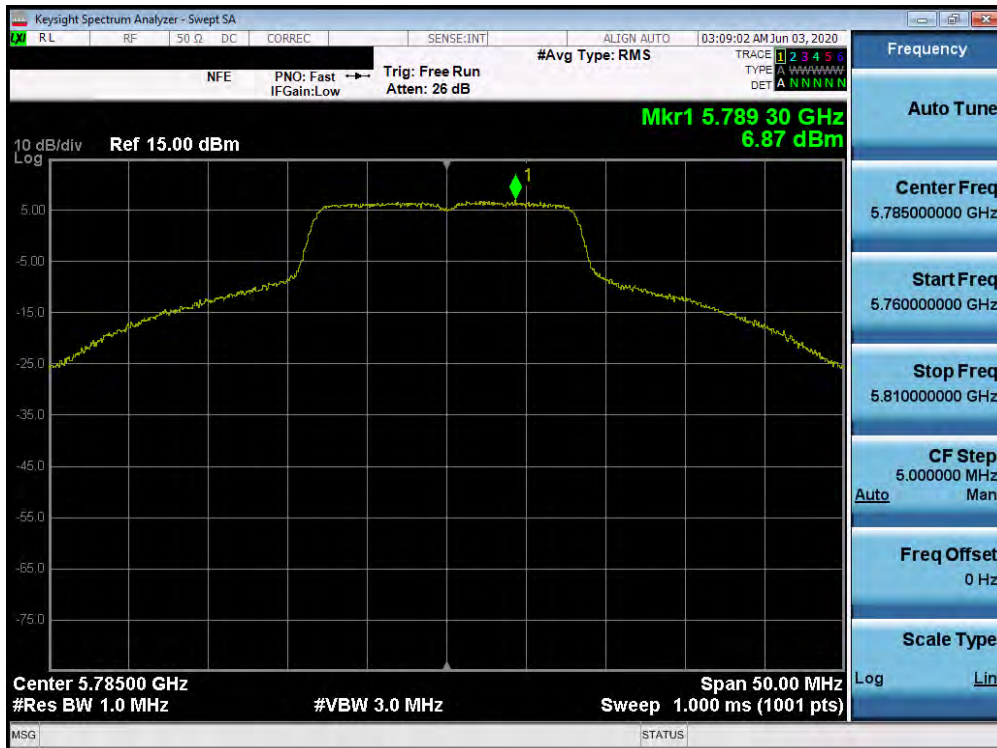 Keysight Spectrum Analyzer - Swept SA
LXI RL RF 50 Ω DC CORREC SENSE:INT ALIGN AUTO 03:09:02 AM Jun 03, 2020
NFE PNO: Fast Trig: Free Run #Avg Type: RMS TRACE 1 2 3 4 5 6
IFGain:Low Atten: 26 dB TYPE A WWWWW
DET A N N N N N
Mkr1 5.789 30 GHz
6.87 dBm
10 dB/div Ref 15.00 dBm
Log
1
5.00
-5.00
-15.0
-25.0
-35.0
-45.0
-55.0
-65.0
-75.0
Center 5.78500 GHz Span 50.00 MHz
#Res BW 1.0 MHz #VBW 3.0 MHz Sweep 1.000 ms (1001 pts)
MSG STATUS
Frequency
Auto Tune
Center Freq
5.785000000 GHz
Start Freq
5.760000000 GHz
Stop Freq
5.810000000 GHz
CF Step
5.000000 MHz
Auto Man
Freq Offset
0 Hz
Scale Type
Log Lin